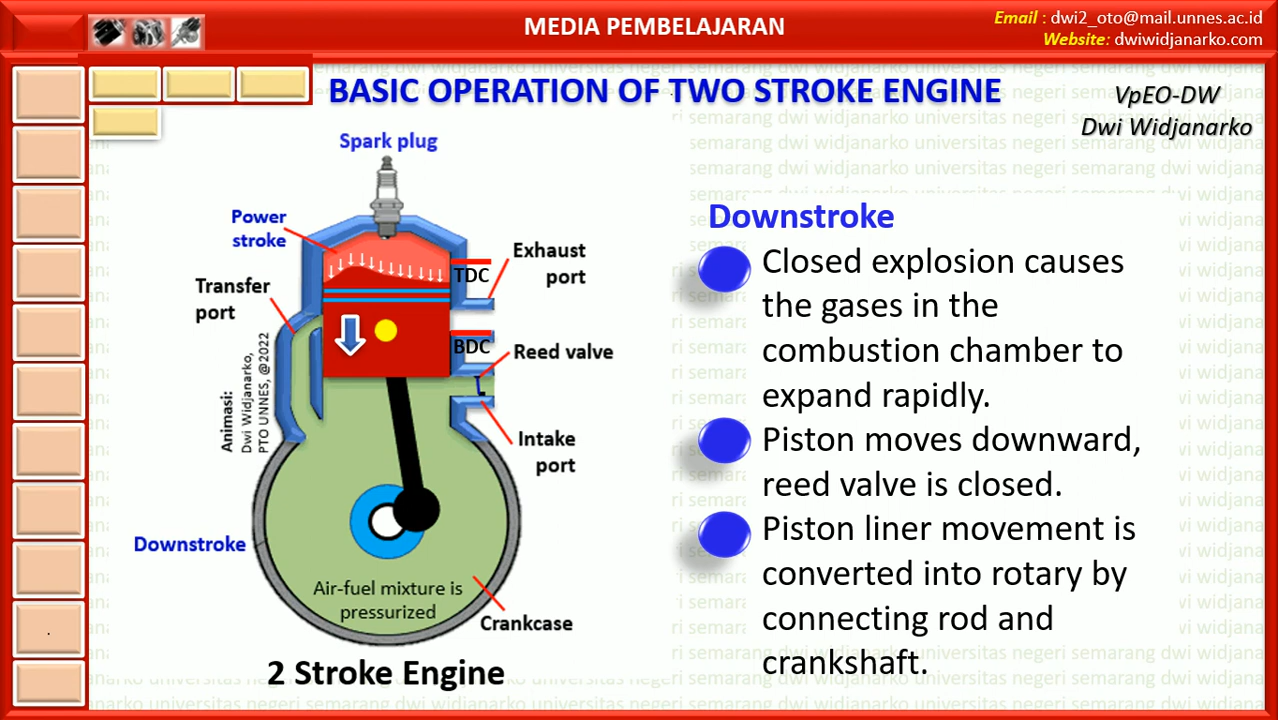 MEDIA PEMBELAJARAN
Email : dwi2_oto@mail.unnes.ac.id
Website: dwiwidjanarko.com
BASIC OPERATION OF TWO STROKE ENGINE
VpEO-DW
Dwi Widjanarko
Spark plug
Power
stroke
Exhaust
port
TDC
Transfer
port
BDC
Reed valve
Animasi:
Dwi Widjanarko,
PTO UNNES, @2022
Intake
port
Downstroke
Air-fuel mixture is
pressurized
Crankcase
2 Stroke Engine
Downstroke
Closed explosion causes
the gases in the
combustion chamber to
expand rapidly.
Piston moves downward,
reed valve is closed.
Piston liner movement is
converted into rotary by
connecting rod and
crankshaft.